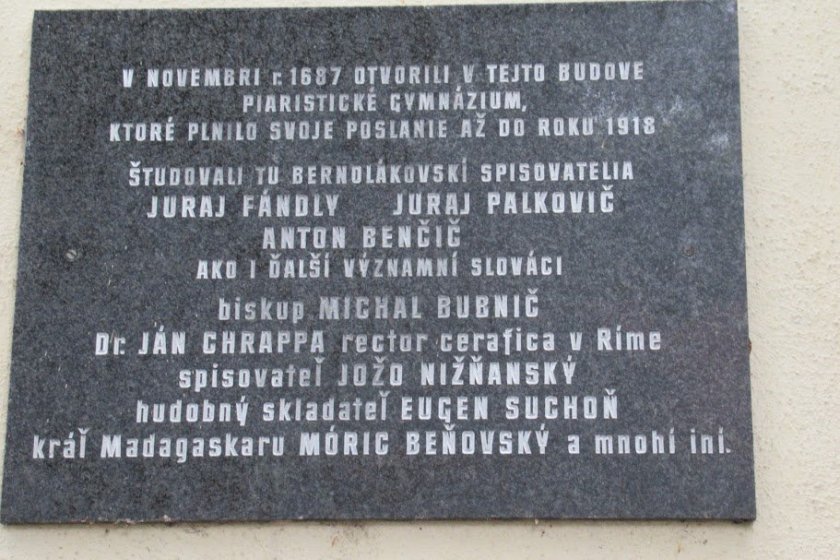 V NOVEMBRI r. 1687 OTVORILI V TEJTO BUDOVE
PIARISTICKÉ GYMNÁZIUM,
KTORÉ PLNILO SVOJE POSLANIE AŽ DO ROKU 1918
ŠTUDOVALI TU BERNOLÁKOVSKÍ SPISOVATELIA
JURAJ FÁNDLY JURAJ PALKOVIČ
ANTON BENČIČ
AKO I ĎALŠÍ VÝZNAMNÍ SLOVÁCI
biskup MICHAL BUBNIČ
Dr. JÁN CHRAPPA rector cerafica v Ríme
spisovateľ JOŽO NIŽŇANSKÝ
hudobný skladateľ EUGEN SUCHOŇ
kráľ Madagaskaru MÓRIC BEŇOVSKÝ a mnohí iní.